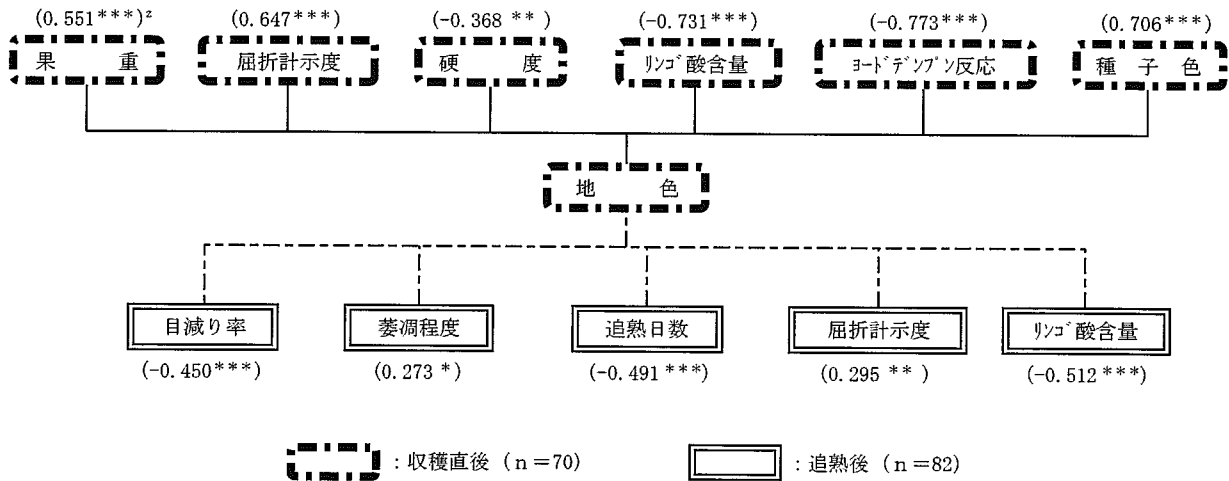 (0.551***)ᶻ (0.647***) (-0.368 **) (-0.731***) (-0.773***) (0.706***)
果 重 屈折計示度 硬 度 ﾘﾝｺﾞ酸含量 ﾖｰﾄﾞﾃﾞﾝﾌﾟﾝ反応 種 子 色
地 色
目減り率 萎凋程度 追熟日数 屈折計示度 ﾘﾝｺﾞ酸含量
(-0.450***) (0.273 *) (-0.491 ***) (0.295 ** ) (-0.512***)
：収穫直後（ｎ＝70） ：追熟後（ｎ＝82）